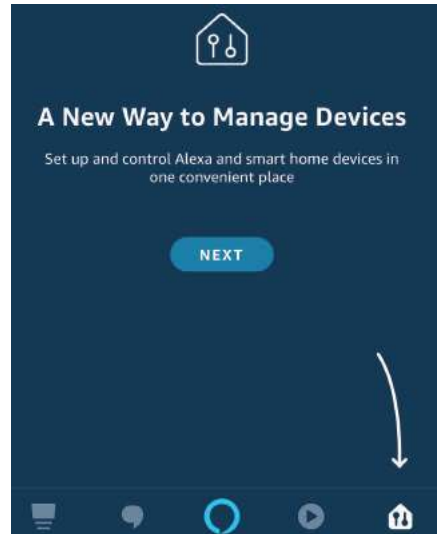 A New Way to Manage Devices
Set up and control Alexa and smart home devices in
one convenient place
NEXT